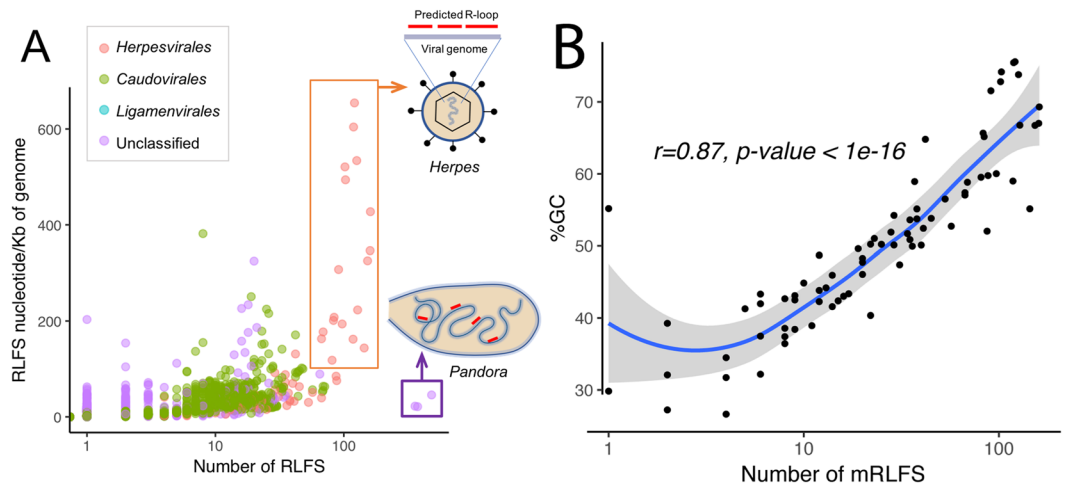 A
Herpesvirales
Caudovirales
Ligamenvirales
Unclassified
Predicted R-loop
Viral genome
Herpes
Pandora
RLFS nucleotide/Kb of genome
600
400
200
0
1
10
100
Number of RLFS
B
r=0.87, p-value < 1e-16
%GC
70
60
50
40
30
1
10
100
Number of mRLFS